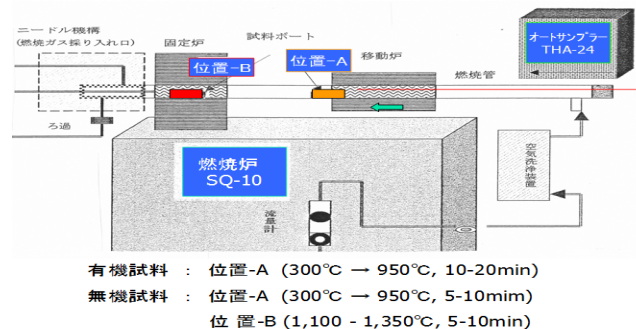 ニードル機構
(燃焼ガス採り入れ口)
固定炉
試料ボート
オートサンプラー
THA-24
位置-B
位置-A
移動炉
燃焼管
ろ過
燃焼炉
SQ-10
空気洗浄装置
流量計
有機試料 : 位置-A (300℃ → 950℃, 10-20min)
無機試料 : 位置-A (300℃ → 950℃, 5-10mim)
位置-B (1,100 - 1,350℃, 5-10min)